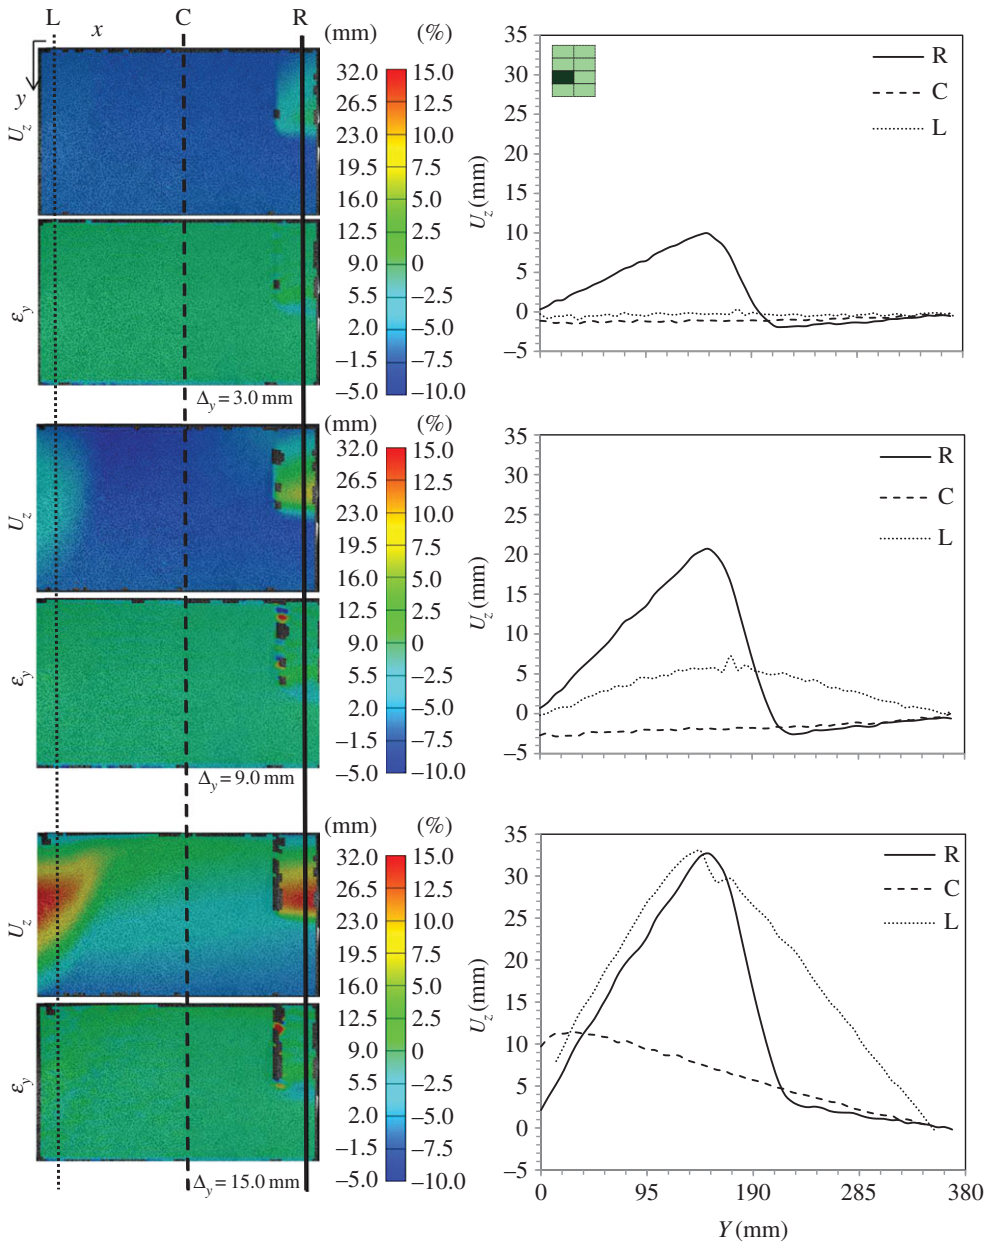 L
x
C
R
(mm) (%)
y
U_z
ε_y
32.0 15.0
26.5 12.5
23.0 10.0
19.5 7.5
16.0 5.0
12.5 2.5
9.0 0
5.5 −2.5
2.0 −5.0
−1.5 −7.5
−5.0 −10.0
Δ_y = 3.0 mm
35
30
25
20
15
10
5
0
−5
U_z (mm)
R
C
L
(mm) (%)
U_z
ε_y
32.0 15.0
26.5 12.5
23.0 10.0
19.5 7.5
16.0 5.0
12.5 2.5
9.0 0
5.5 −2.5
2.0 −5.0
−1.5 −7.5
−5.0 −10.0
Δ_y = 9.0 mm
35
30
25
20
15
10
5
0
−5
U_z (mm)
R
C
L
(mm) (%)
U_z
ε_y
32.0 15.0
26.5 12.5
23.0 10.0
19.5 7.5
16.0 5.0
12.5 2.5
9.0 0
5.5 −2.5
2.0 −5.0
−1.5 −7.5
−5.0 −10.0
Δ_y = 15.0 mm
35
30
25
20
15
10
5
0
−5
U_z (mm)
R
C
L
0 95 190 285 380
Y (mm)